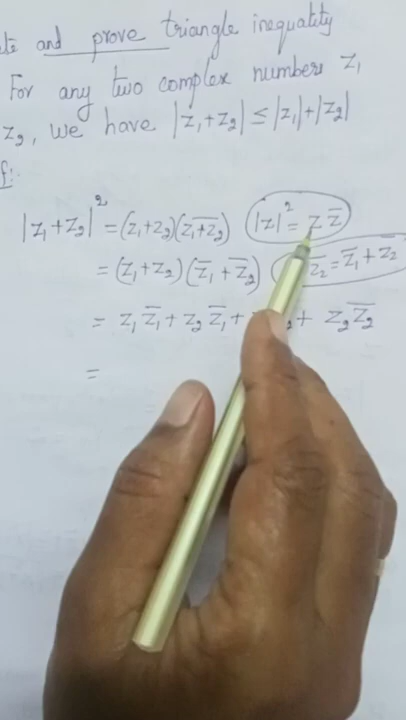 and prove triangle inequality
For any two complex numbers z₁
z₂, we have |z₁+z₂| ≤ |z₁|+|z₂|
|z₁+z₂|² = (z₁+z₂)(z̅₁̅+̅z̅₂̅) |z|² = z z̅
= (z₁+z₂)(z̅₁+z̅₂) z̅₂ = z̅₁+z̅₂
= z₁z̅₁ + z₂z̅₁ + ₂ + z₂z̅₂
=